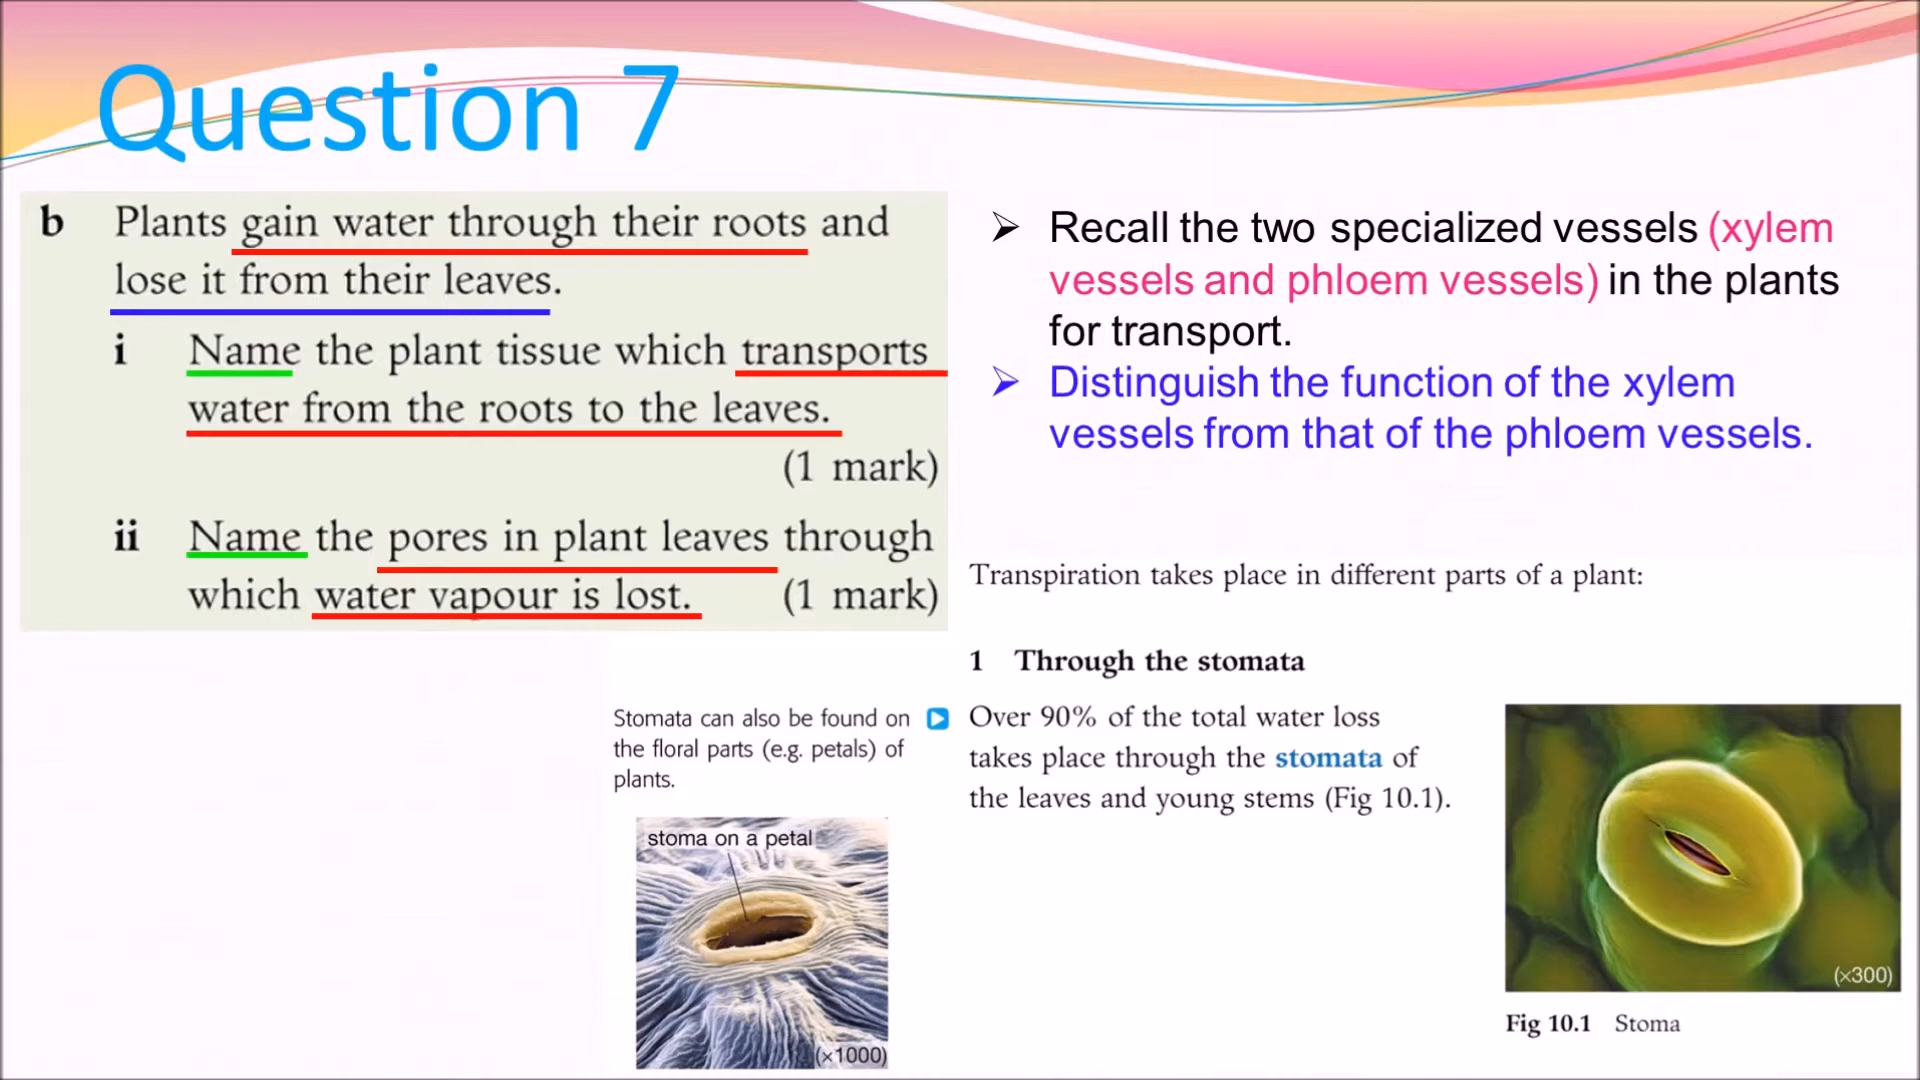 Question 7
b Plants gain water through their roots and
lose it from their leaves.
i Name the plant tissue which transports
water from the roots to the leaves.
(1 mark)
ii Name the pores in plant leaves through
which water vapour is lost. (1 mark)
➢ Recall the two specialized vessels (xylem
vessels and phloem vessels) in the plants
for transport.
➢ Distinguish the function of the xylem
vessels from that of the phloem vessels.
Transpiration takes place in different parts of a plant:
1 Through the stomata
Over 90% of the total water loss
takes place through the stomata of
the leaves and young stems (Fig 10.1).
Stomata can also be found on
the floral parts (e.g. petals) of
plants.
stoma on a petal
(×1000)
(×300)
Fig 10.1 Stoma